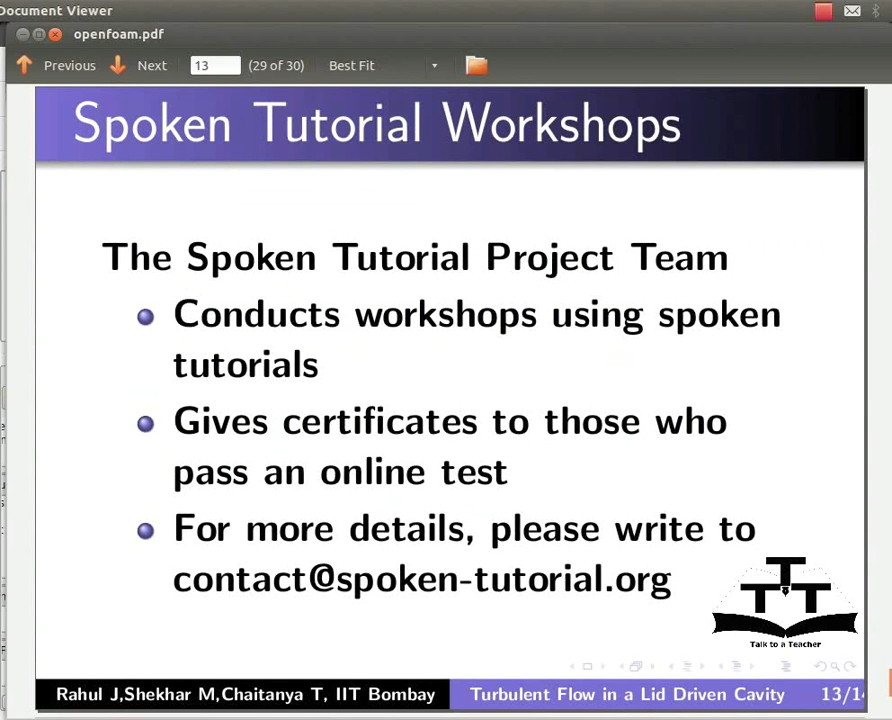 Document Viewer
openfoam.pdf
Previous Next 13 (29 of 30) Best Fit
Spoken Tutorial Workshops
The Spoken Tutorial Project Team
Conducts workshops using spoken
tutorials
Gives certificates to those who
pass an online test
For more details, please write to
contact@spoken-tutorial.org
T T T
Talk to a Teacher
Rahul J,Shekhar M,Chaitanya T, IIT Bombay Turbulent Flow in a Lid Driven Cavity 13/14